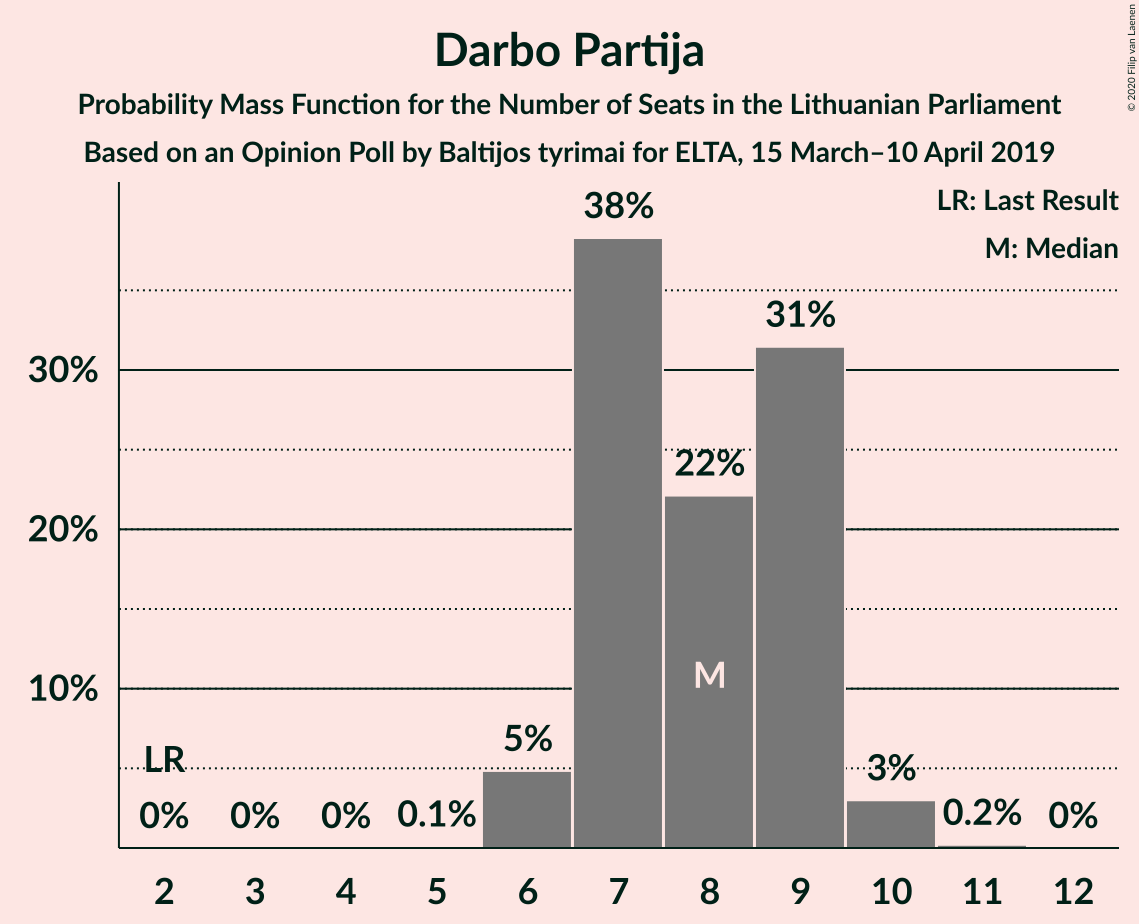 Darbo Partija
Probability Mass Function for the Number of Seats in the Lithuanian Parliament
Based on an Opinion Poll by Baltijos tyrimai for ELTA, 15 March–10 April 2019
© 2020 Filip van Laenen
LR: Last Result
M: Median
38%
31%
30%
22%
20%
M
10%
5%
LR
3%
0% 0% 0% 0.1% 0.2% 0%
2 3 4 5 6 7 8 9 10 11 12